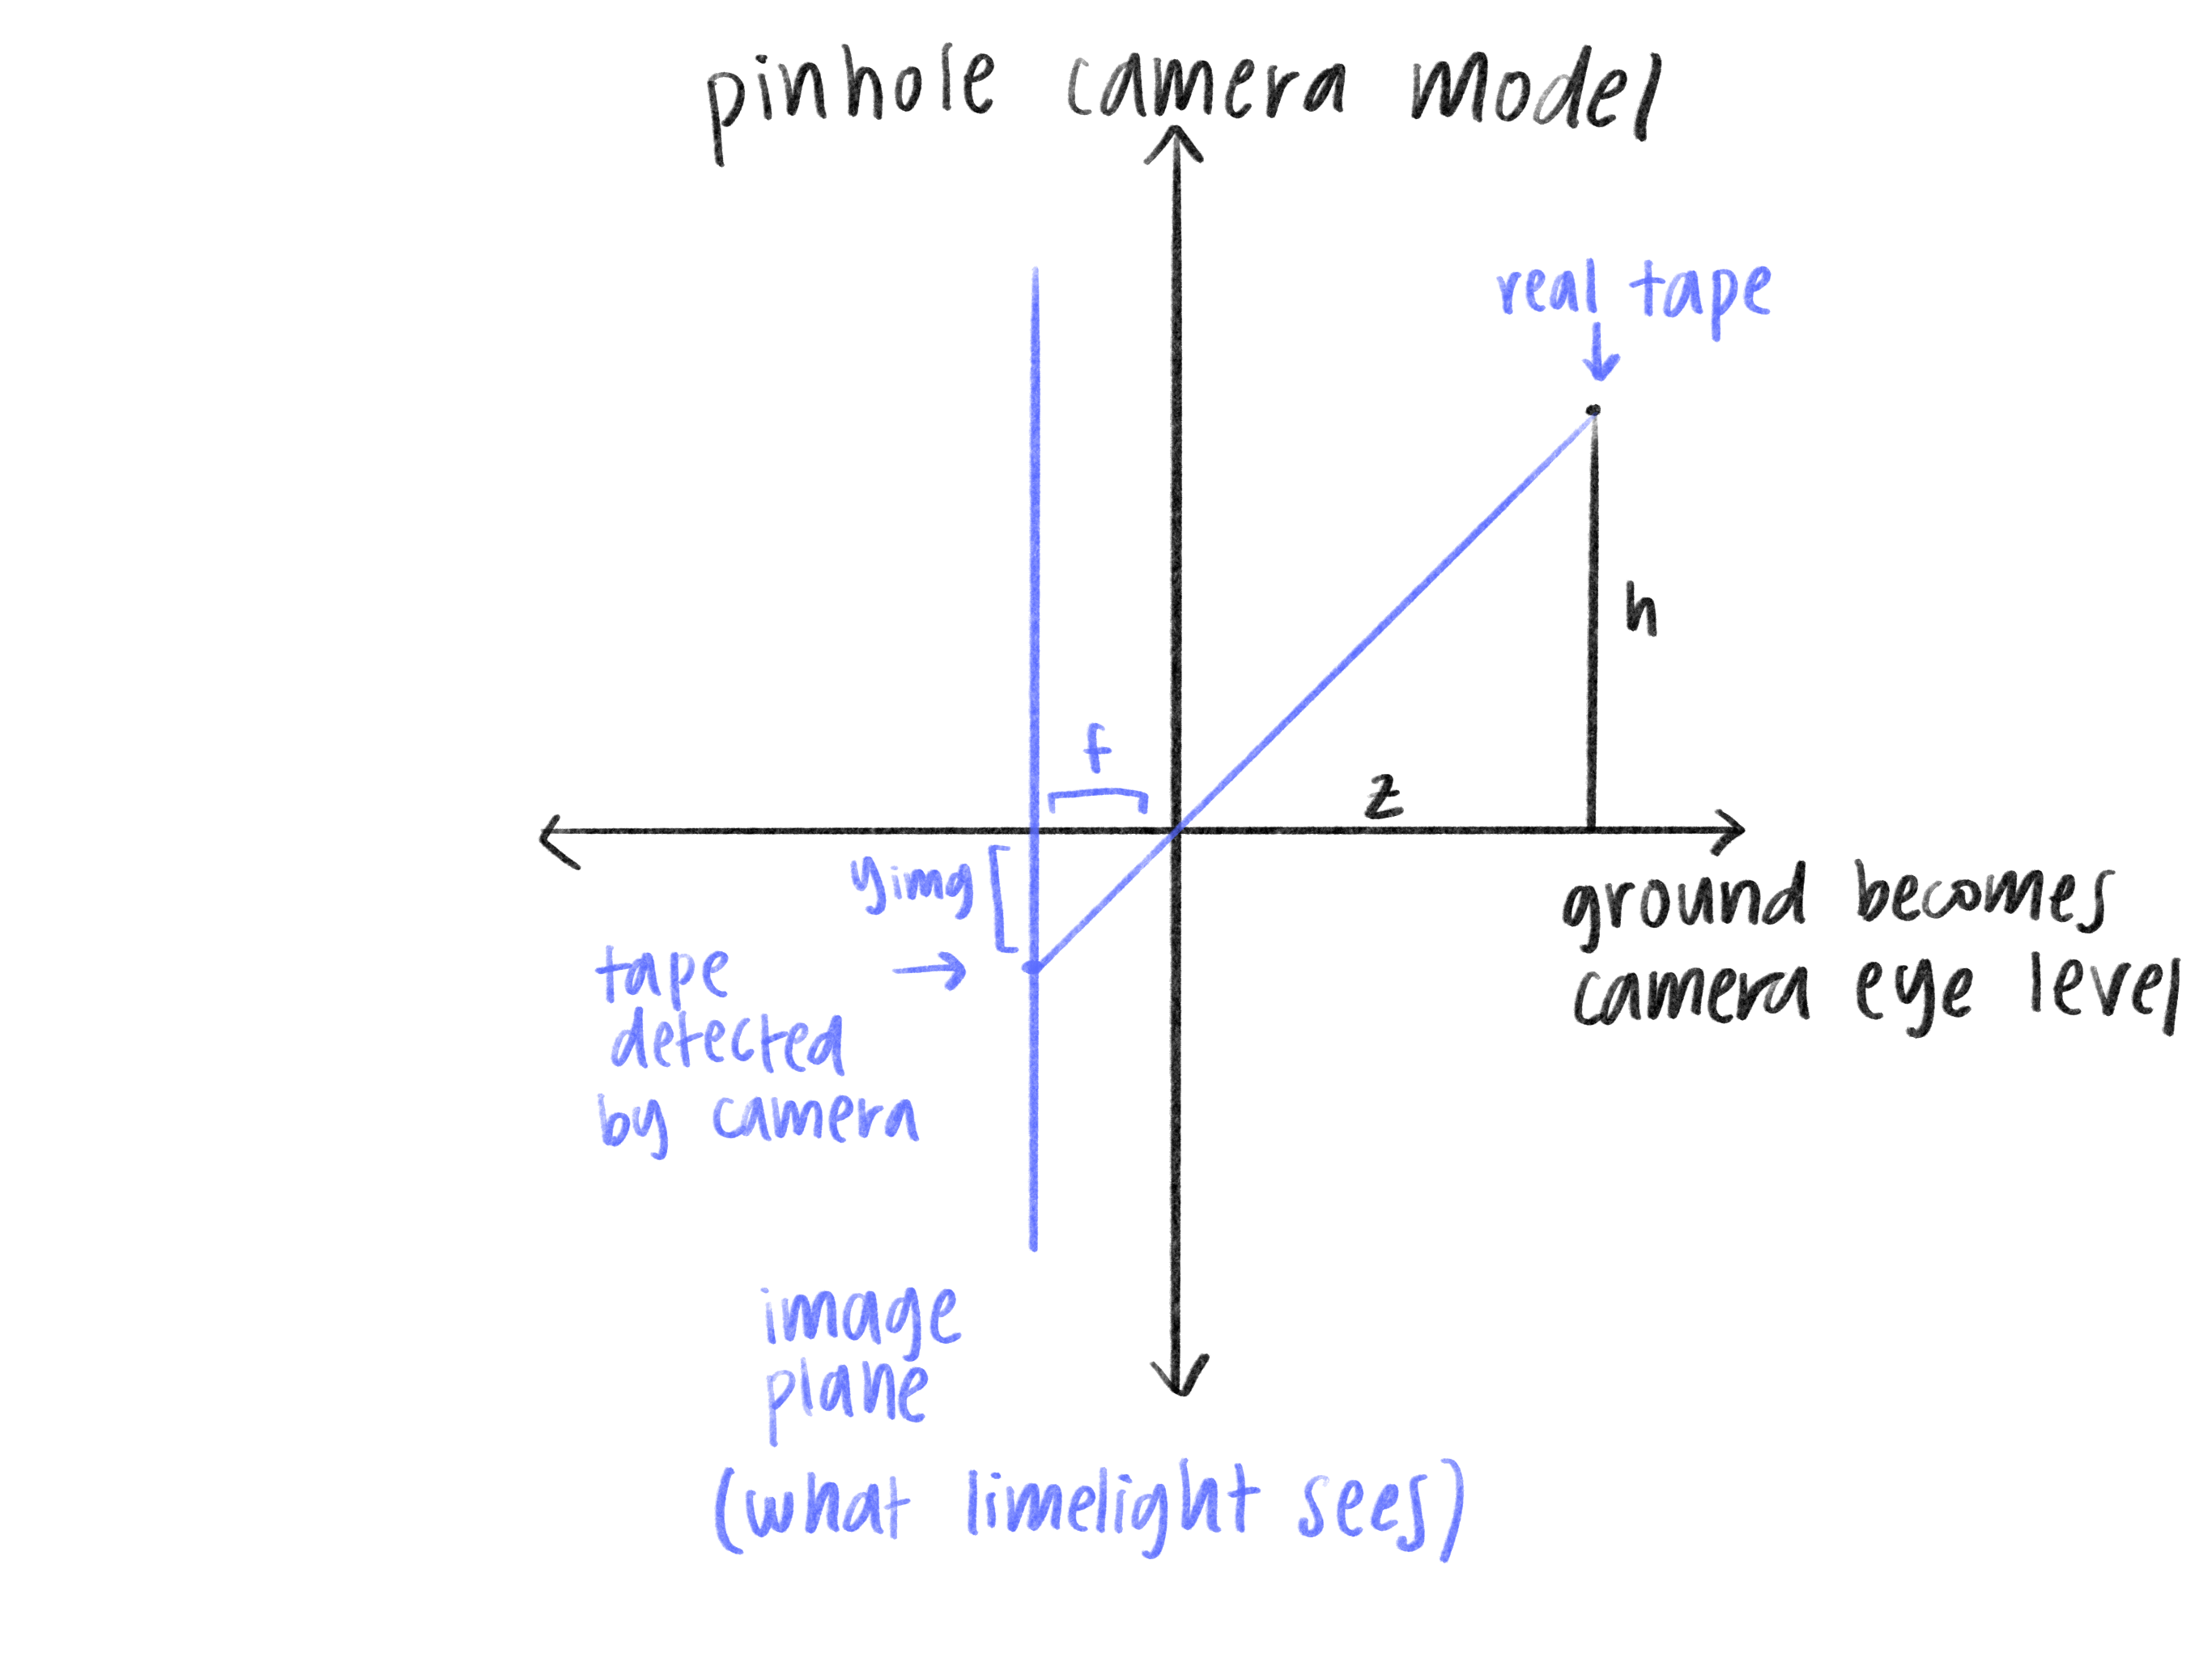 pinhole camera model
real tape
h
f
z
yimg
ground becomes
camera eye level
tape
detected
by camera
image
plane
(what limelight sees)